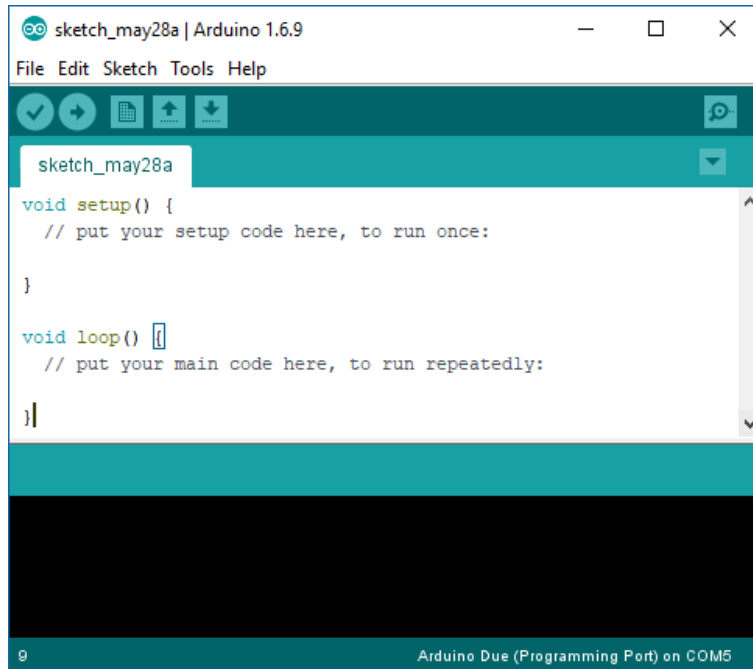 sketch_may28a | Arduino 1.6.9
File Edit Sketch Tools Help
sketch_may28a
void setup() {
  // put your setup code here, to run once:
}
void loop() {
  // put your main code here, to run repeatedly:
}
9 Arduino Due (Programming Port) on COM5